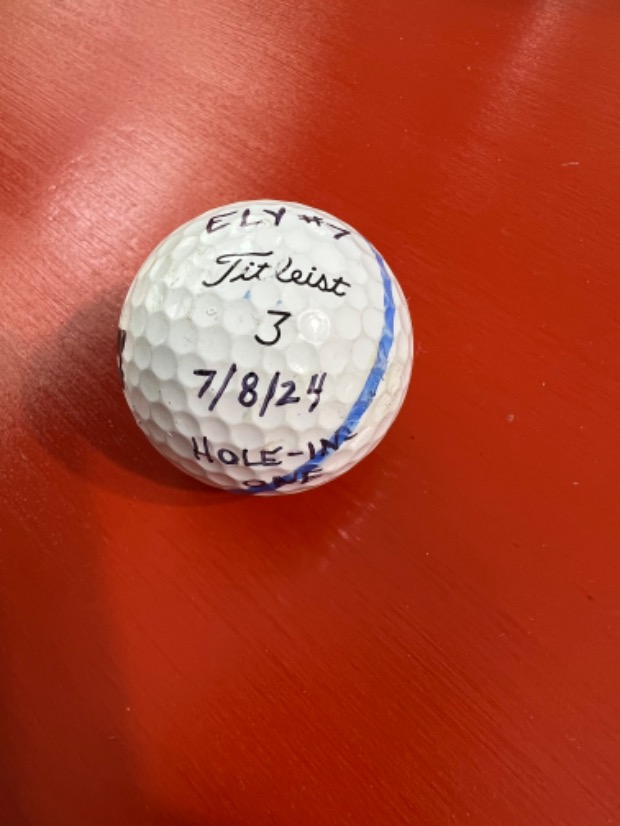 ELY #7
Titleist
3
7/8/24
HOLE-IN-
ONE